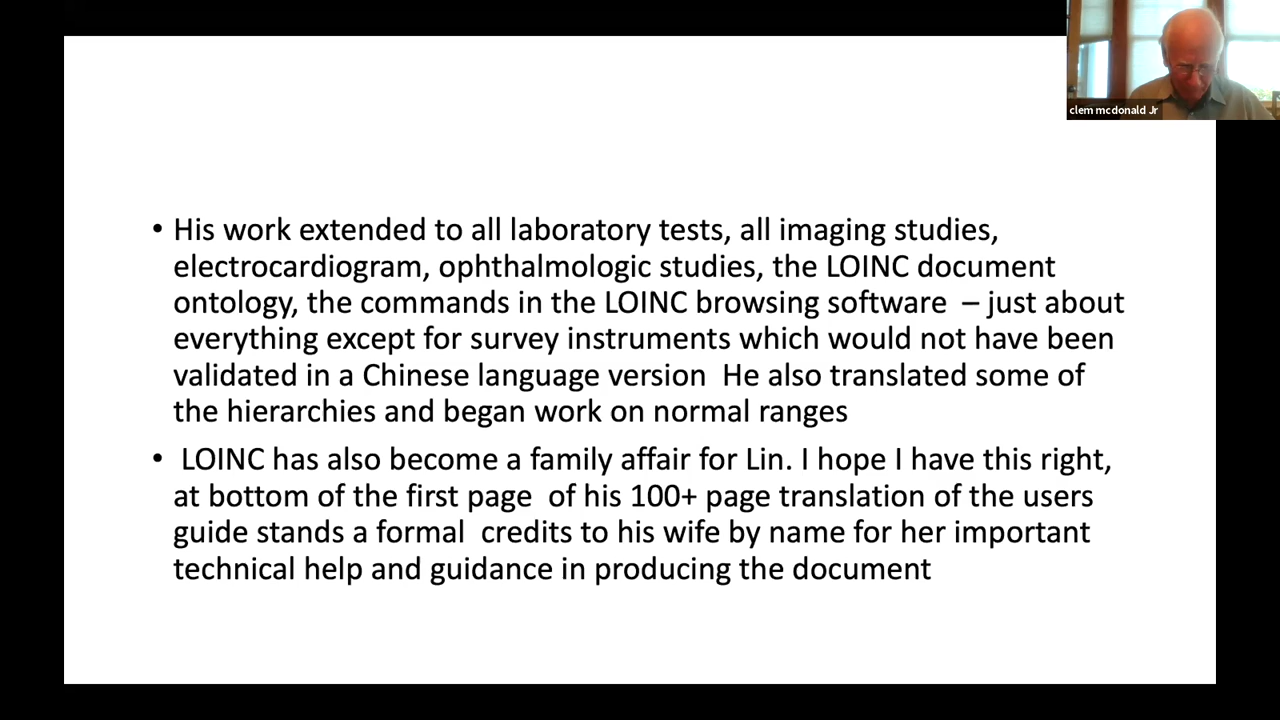 clem mcdonald Jr
• His work extended to all laboratory tests, all imaging studies,
electrocardiogram, ophthalmologic studies, the LOINC document
ontology, the commands in the LOINC browsing software – just about
everything except for survey instruments which would not have been
validated in a Chinese language version He also translated some of
the hierarchies and began work on normal ranges
• LOINC has also become a family affair for Lin. I hope I have this right,
at bottom of the first page of his 100+ page translation of the users
guide stands a formal credits to his wife by name for her important
technical help and guidance in producing the document